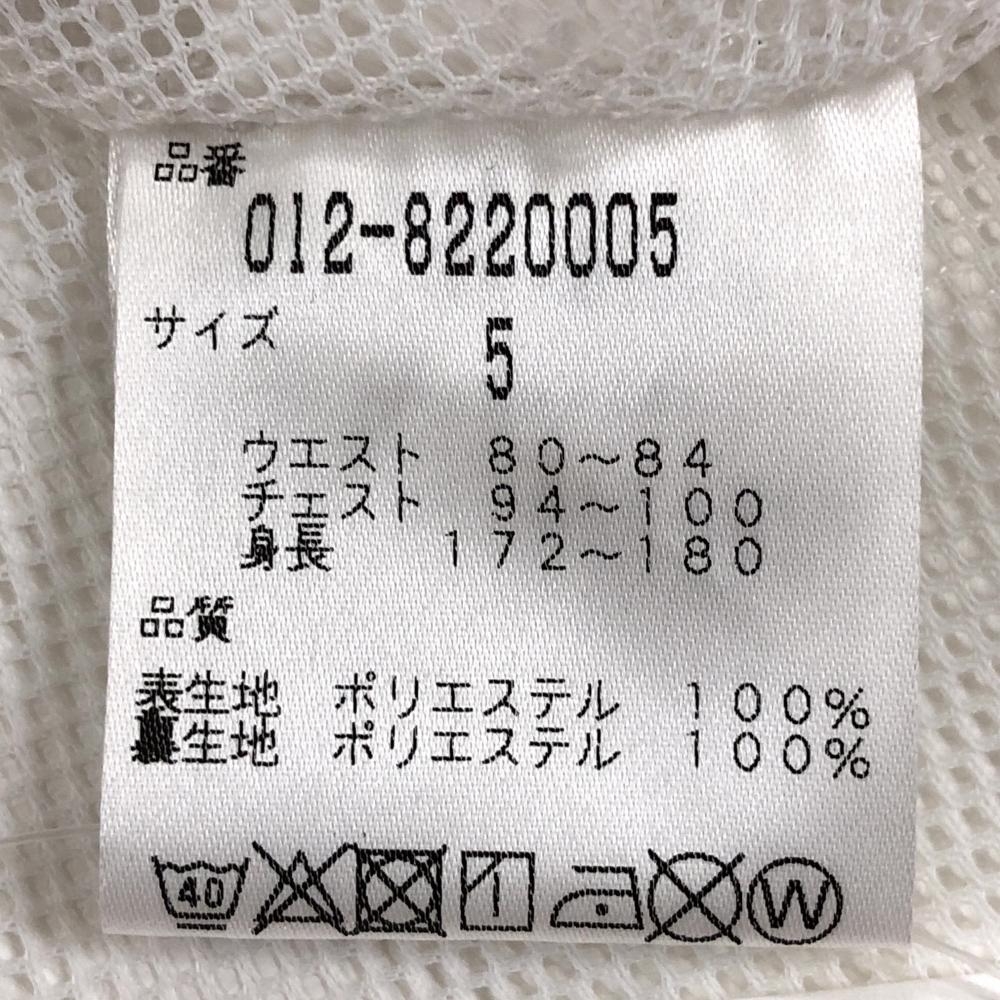 品番
012-8220005
サイズ 5
ウエスト 80～84
チェスト 94～100
身長 172～180
品質
表生地 ポリエステル 100%
裏生地 ポリエステル 100%
40 W